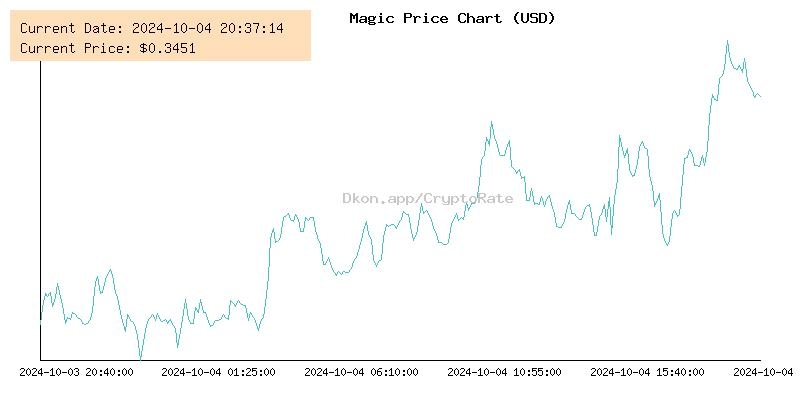 Magic Price Chart (USD)
Current Date: 2024-10-04 20:37:14
Current Price: $0.3451
Dkon.app/CryptoRate
2024-10-03 20:40:00 2024-10-04 01:25:00 2024-10-04 06:10:00 2024-10-04 10:55:00 2024-10-04 15:40:00 2024-10-04